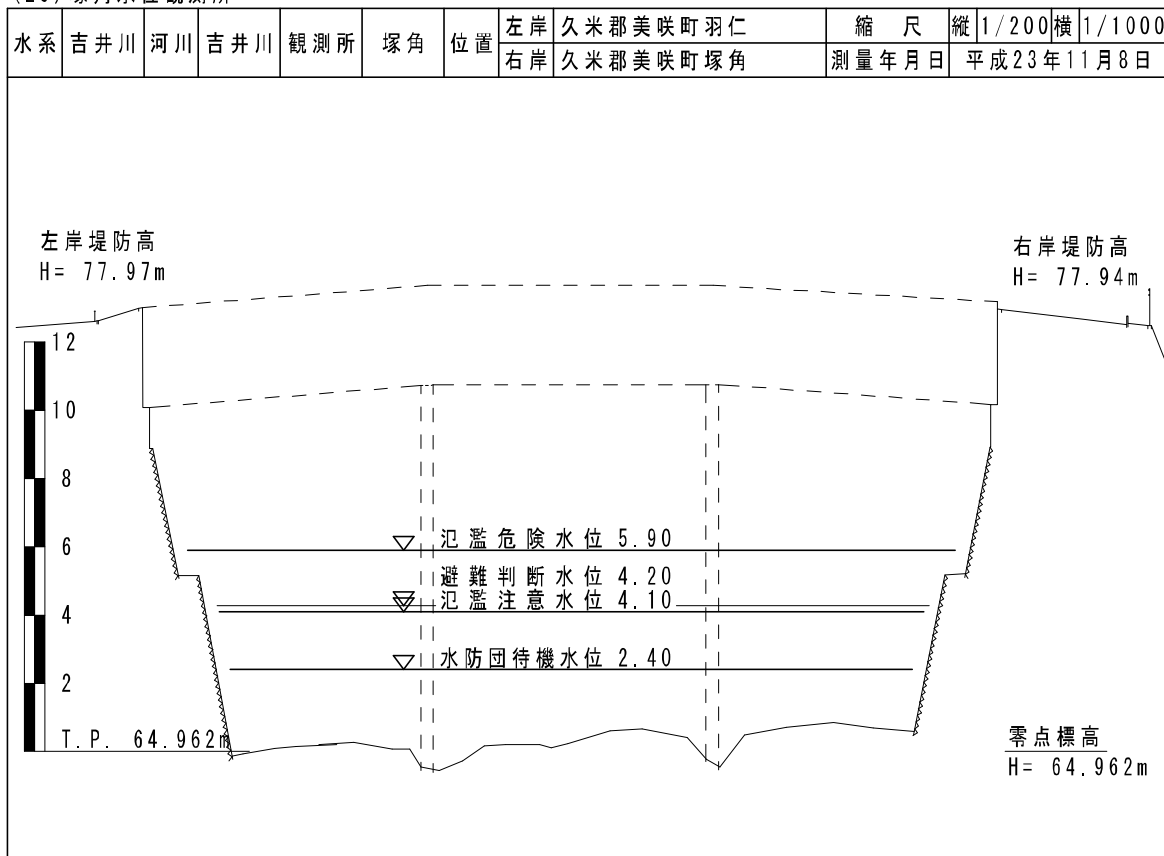 水系 吉井川 河川 吉井川 観測所 塚角 位置 左岸 久米郡美咲町羽仁 縮尺 縦 1/200 横 1/1000
右岸 久米郡美咲町塚角 測量年月日 平成23年11月8日
左岸堤防高
H= 77.97m
右岸堤防高
H= 77.94m
12
10
8
6
4
2
氾濫危険水位 5.90
避難判断水位 4.20
氾濫注意水位 4.10
水防団待機水位 2.40
T.P. 64.962m
零点標高
H= 64.962m